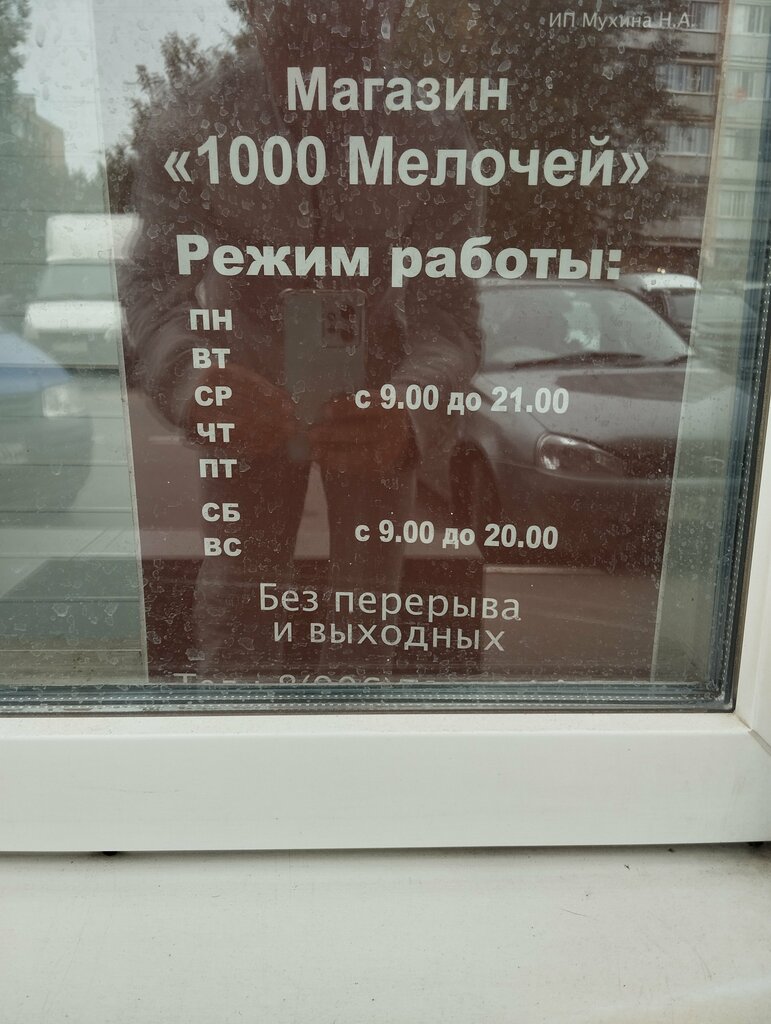 ИП Мухина Н.А.
Магазин
«1000 Мелочей»
Режим работы:
ПН
ВТ
СР с 9.00 до 21.00
ЧТ
ПТ
СБ
ВС с 9.00 до 20.00
Без перерыва
и выходных